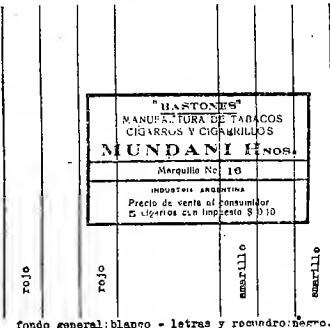 "BASTONES"
MANUFACTURA DE TABACOS
CIGARROS Y CIGARRILLOS
MUNDANI HNOS.
Marquilla No. 16
INDUSTRIA ARGENTINA
Precio de venta al consumidor
5 cigarros con impuesto $ 0.10
rojo
rojo
amarillo
amarillo
fondo general:blanco - letras y recuadro:negro.